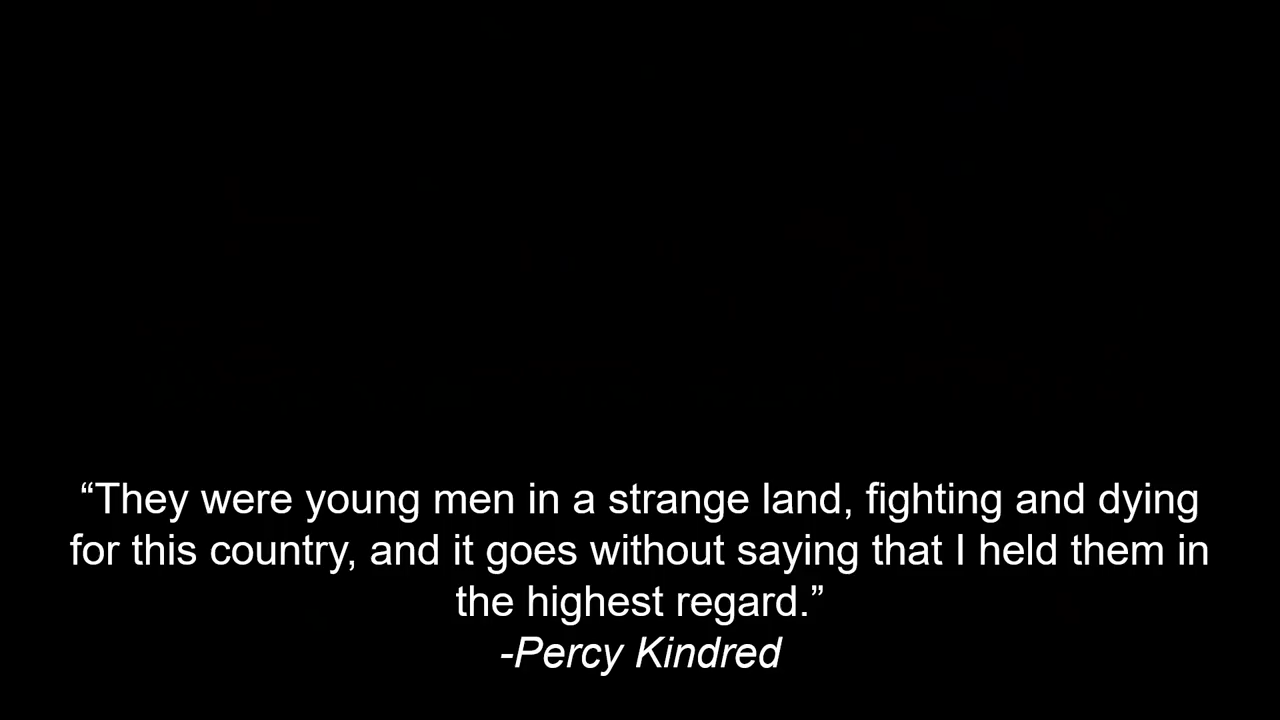 “They were young men in a strange land, fighting and dying
for this country, and it goes without saying that I held them in
the highest regard.”
-Percy Kindred